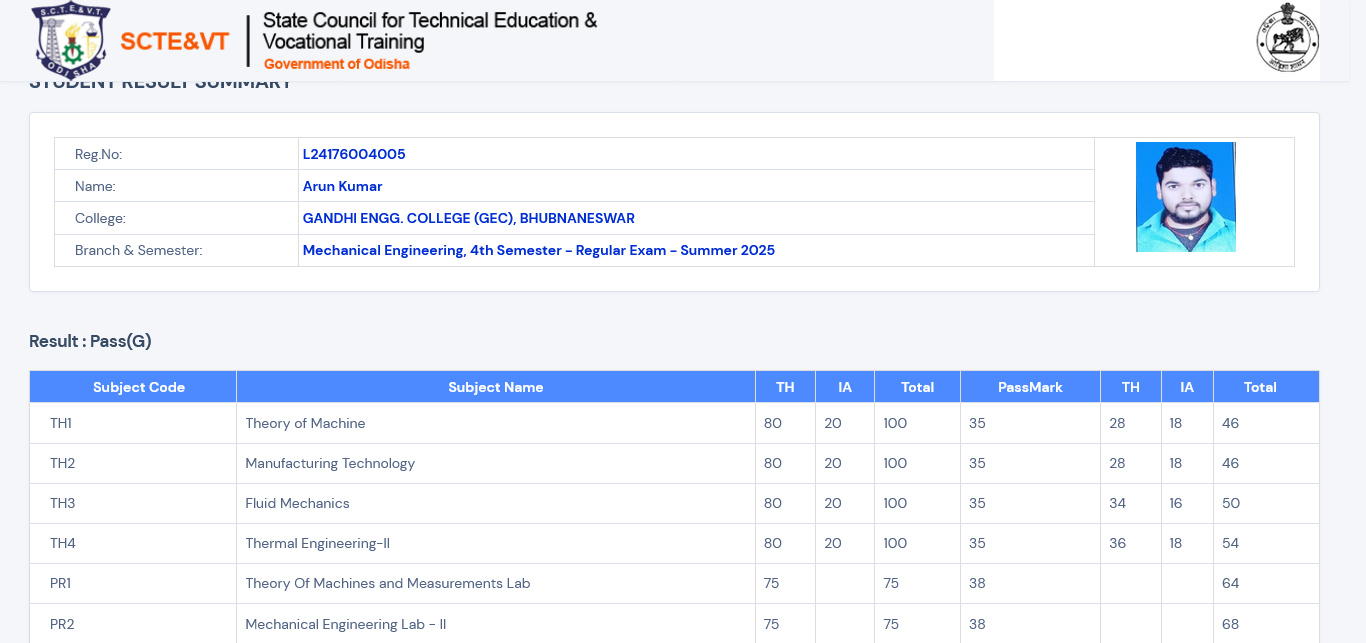 S.C.T.E.&V.T.
ODISHA
SCTE&VT
State Council for Technical Education &
Vocational Training
Government of Odisha
STUDENT RESULT SUMMARY
Reg.No: L24176004005
Name: Arun Kumar
College: GANDHI ENGG. COLLEGE (GEC), BHUBNANESWAR
Branch & Semester: Mechanical Engineering, 4th Semester - Regular Exam - Summer 2025
Result : Pass(G)
Subject Code Subject Name TH IA Total PassMark TH IA Total
TH1 Theory of Machine 80 20 100 35 28 18 46
TH2 Manufacturing Technology 80 20 100 35 28 18 46
TH3 Fluid Mechanics 80 20 100 35 34 16 50
TH4 Thermal Engineering-II 80 20 100 35 36 18 54
PR1 Theory Of Machines and Measurements Lab 75 75 38 64
PR2 Mechanical Engineering Lab - II 75 75 38 68